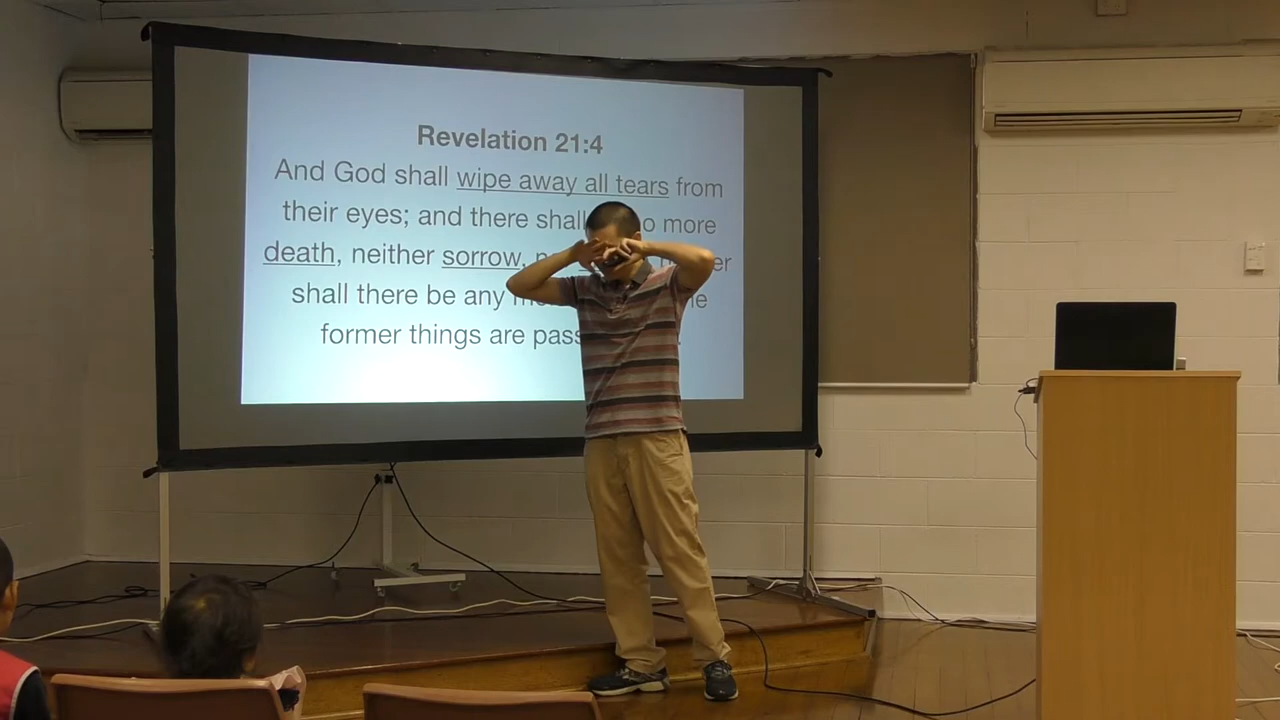 Revelation 21:4
And God shall wipe away all tears from
their eyes; and there shall more
death, neither sorrow,
shall there be any
former things are